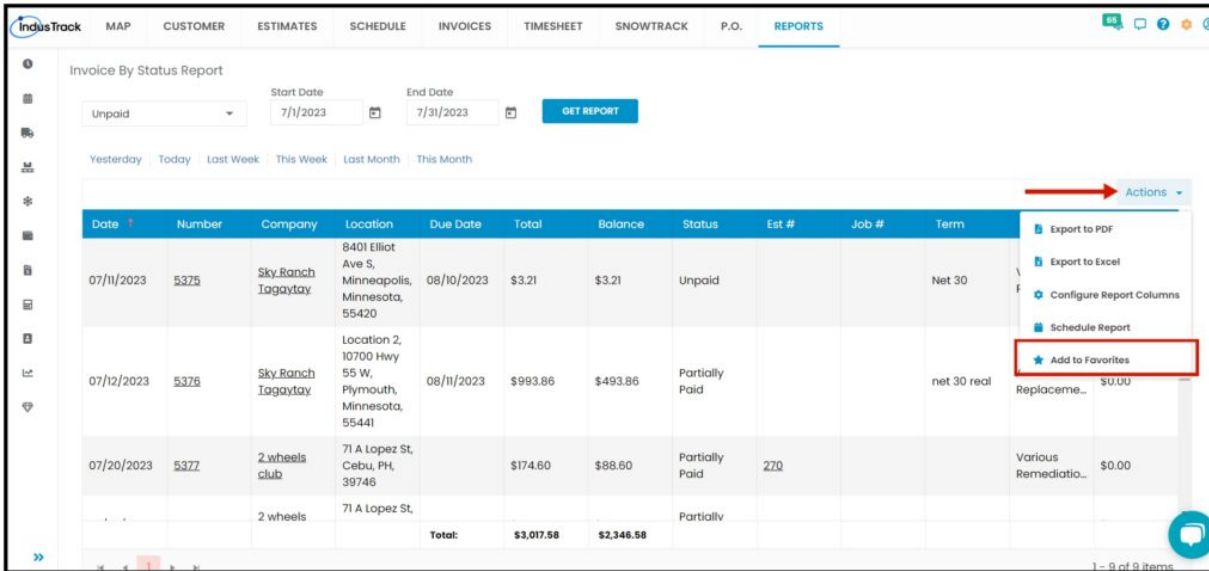 IndusTrack MAP CUSTOMER ESTIMATES SCHEDULE INVOICES TIMESHEET SNOWTRACK P.O. REPORTS 65
Invoice By Status Report
Start Date End Date
Unpaid 7/1/2023 7/31/2023 GET REPORT
Yesterday Today Last Week This Week Last Month This Month
Actions
Date Number Company Location Due Date Total Balance Status Est # Job # Term
Export to PDF
Export to Excel
Configure Report Columns
Schedule Report
Add to Favorites
8401 Elliot
Ave S,
07/11/2023 5375 Sky Ranch Minneapolis, 08/10/2023 $3.21 $3.21 Unpaid Net 30
Tagaytay Minnesota,
55420
Location 2,
10700 Hwy
07/12/2023 5376 Sky Ranch 55 W, 08/11/2023 $993.86 $493.86 Partially net 30 real
Tagaytay Plymouth, Paid Replaceme... $0.00
Minnesota,
55441
71 A Lopez St,
07/20/2023 5377 2 wheels Cebu, PH, $174.60 $88.60 Partially 270 Various $0.00
club 39746 Paid Remediatio...
71 A Lopez St,
2 wheels Partially
Total: $3,017.58 $2,346.58
1
1 - 9 of 9 items